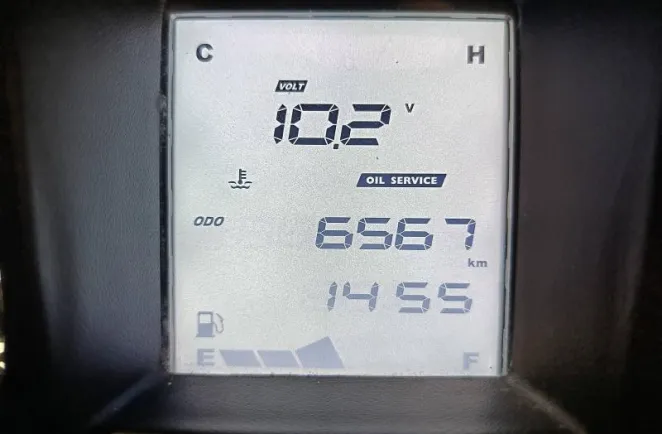 C H
VOLT
10.2 V
OIL SERVICE
ODO 6567
km
1455
E F